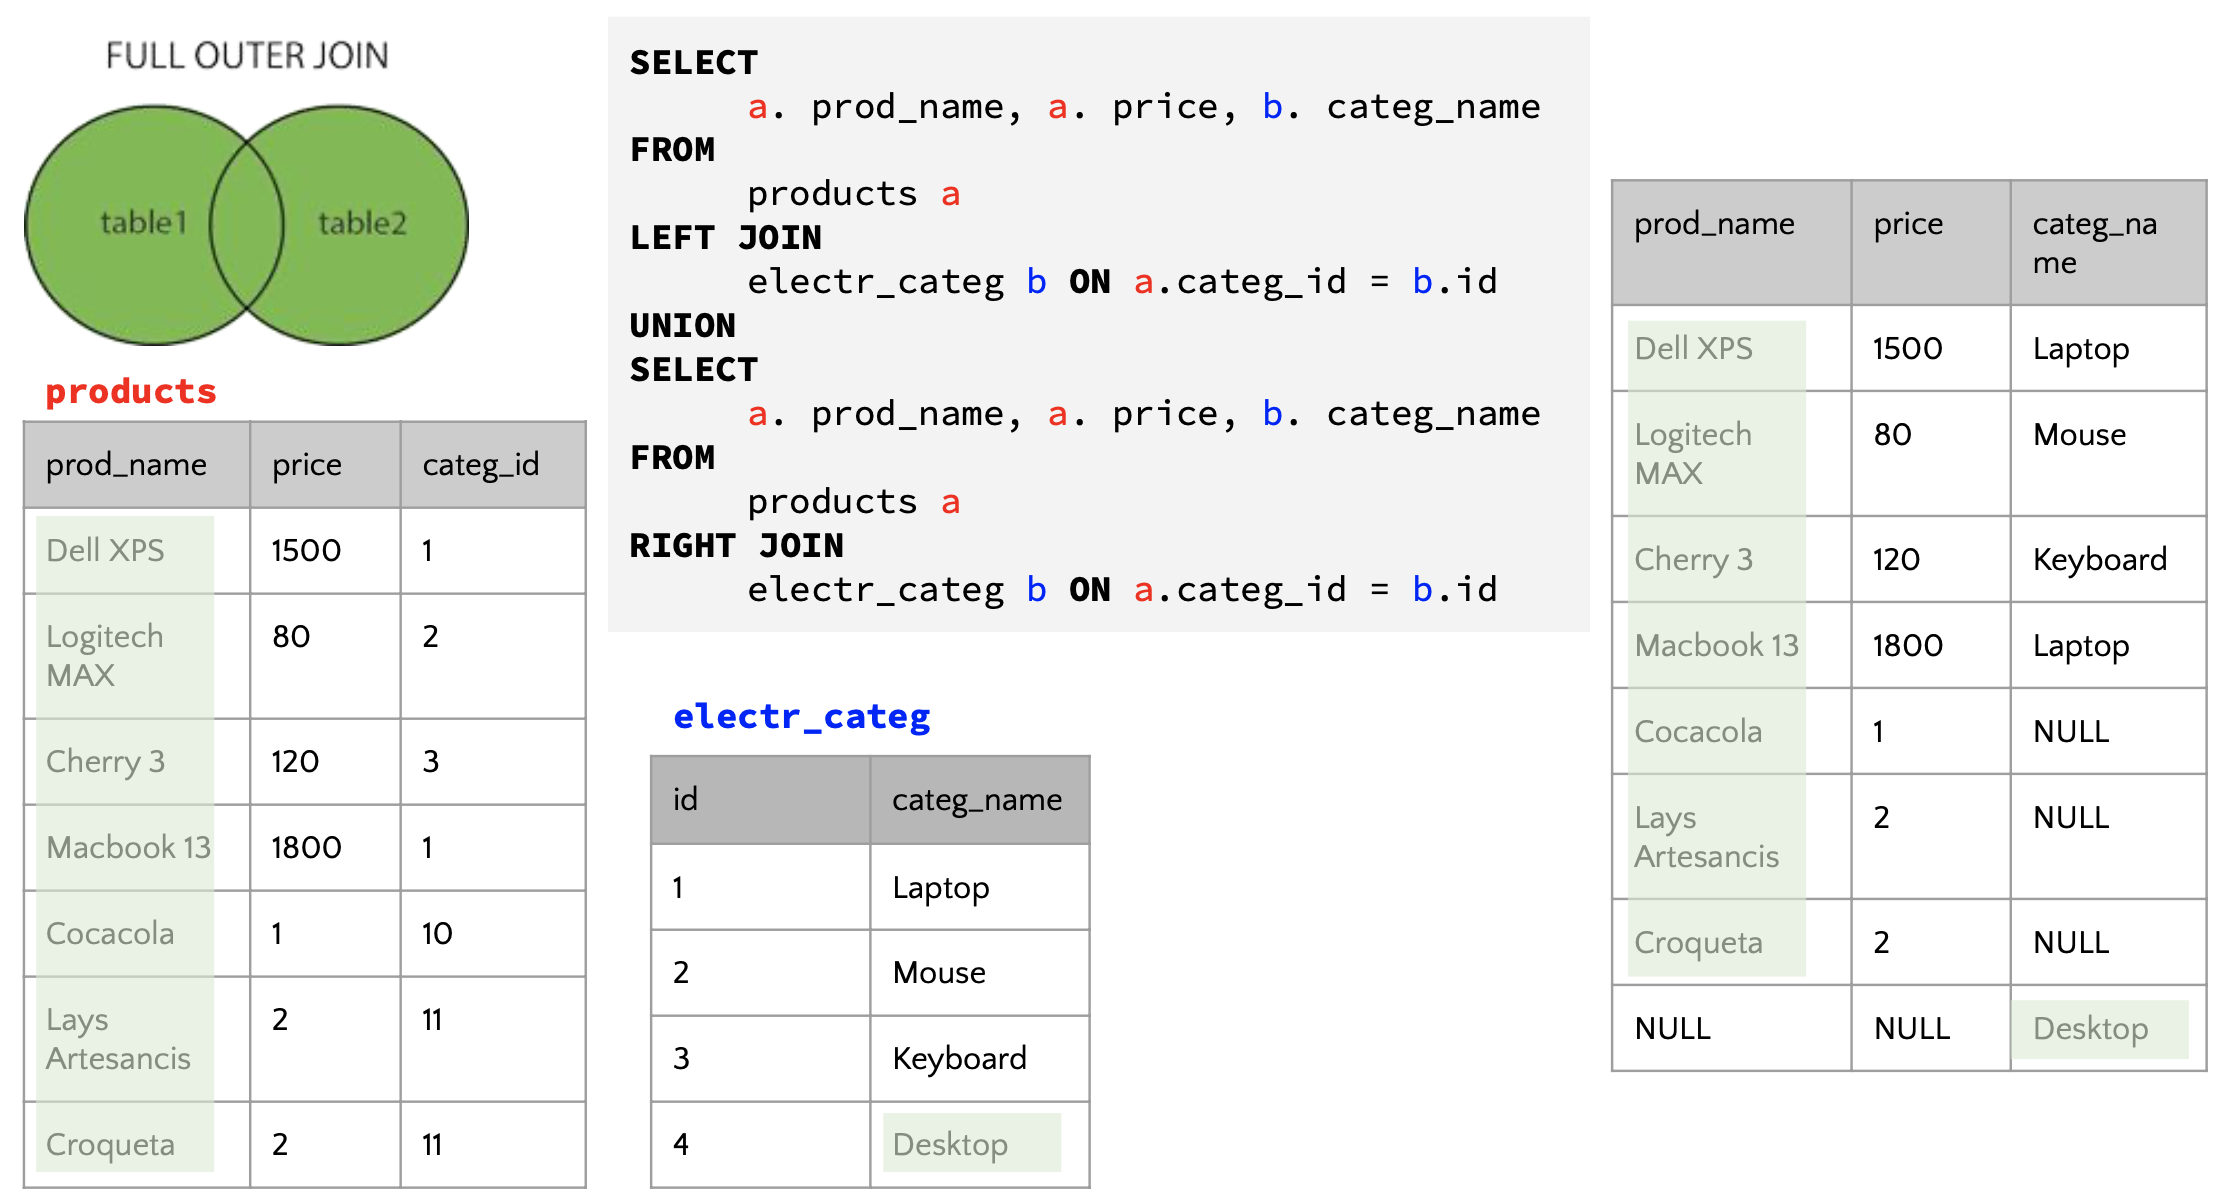 FULL OUTER JOIN
table1 table2
products
prod_name price categ_id
Dell XPS 1500 1
Logitech 80 2
MAX
Cherry 3 120 3
Macbook 13 1800 1
Cocacola 1 10
Lays 2 11
Artesancis
Croqueta 2 11
SELECT
a. prod_name, a. price, b. categ_name
FROM
products a
LEFT JOIN
electr_categ b ON a.categ_id = b.id
UNION
SELECT
a. prod_name, a. price, b. categ_name
FROM
products a
RIGHT JOIN
electr_categ b ON a.categ_id = b.id
electr_categ
id categ_name
1 Laptop
2 Mouse
3 Keyboard
4 Desktop
prod_name price categ_na
me
Dell XPS 1500 Laptop
Logitech 80 Mouse
MAX
Cherry 3 120 Keyboard
Macbook 13 1800 Laptop
Cocacola 1 NULL
Lays 2 NULL
Artesancis
Croqueta 2 NULL
NULL NULL Desktop